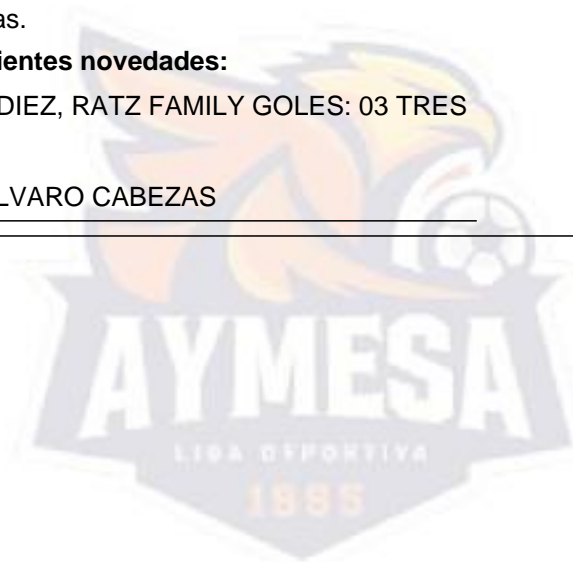 as.
ientes novedades:
DIEZ, RATZ FAMILY GOLES: 03 TRES
LVARO CABEZAS
AYMESA
LIGA DEPORTIVA
1995